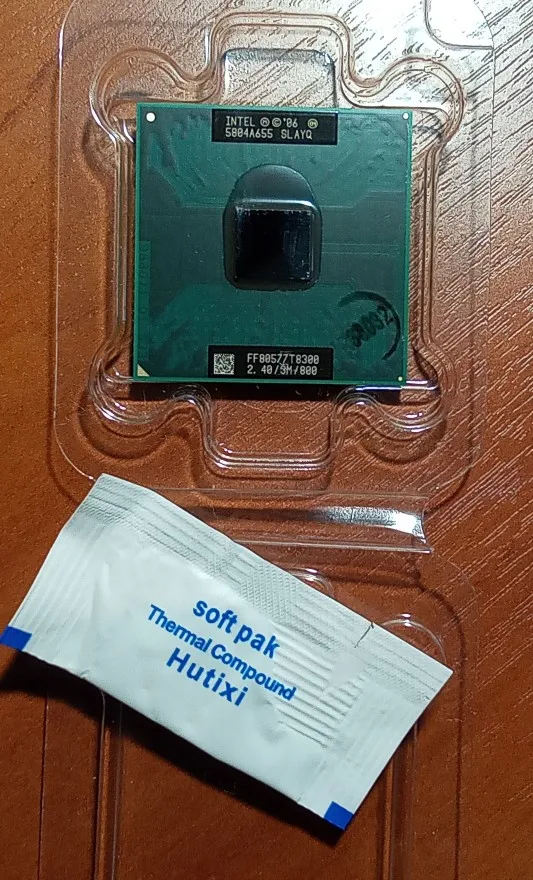 INTEL Ⓜ©'06
5804A655 SLAYQ
FF80577T8300
2.40/3M/800
soft pak
Thermal Compound
Hutixi